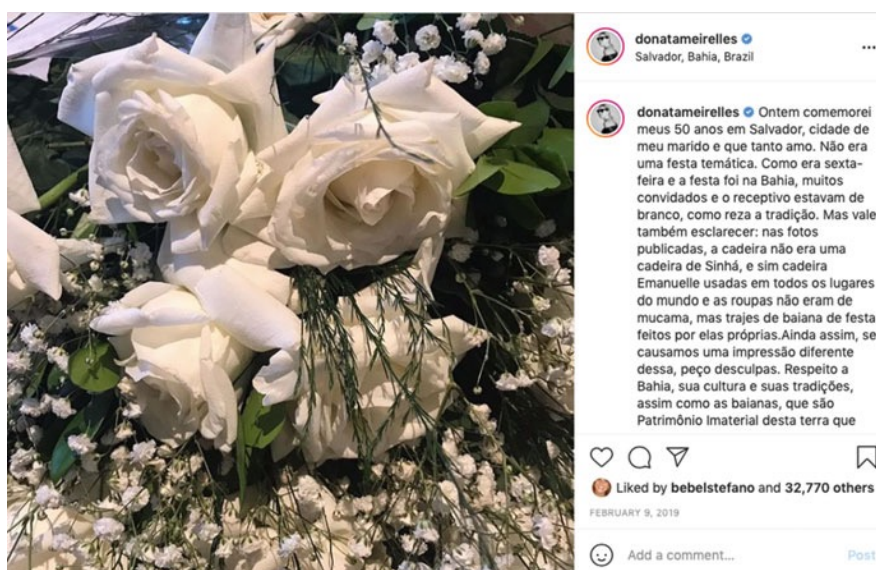 donatameirelles
Salvador, Bahia, Brazil
donatameirelles Ontem comemorei
meus 50 anos em Salvador, cidade de
meu marido e que tanto amo. Não era
uma festa temática. Como era sexta-
feira e a festa foi na Bahia, muitos
convidados e o receptivo estavam de
branco, como reza a tradição. Mas vale
também esclarecer: nas fotos
publicadas, a cadeira não era uma
cadeira de Sinhá, e sim cadeira
Emanuelle usadas em todos os lugares
do mundo e as roupas não eram de
mucama, mas trajes de baiana de festa
feitos por elas próprias.Ainda assim, se
causamos uma impressão diferente
dessa, peço desculpas. Respeito a
Bahia, sua cultura e suas tradições,
assim como as baianas, que são
Patrimônio Imaterial desta terra que
Liked by bebelstefano and 32,770 others
FEBRUARY 9, 2019
Add a comment...
Post